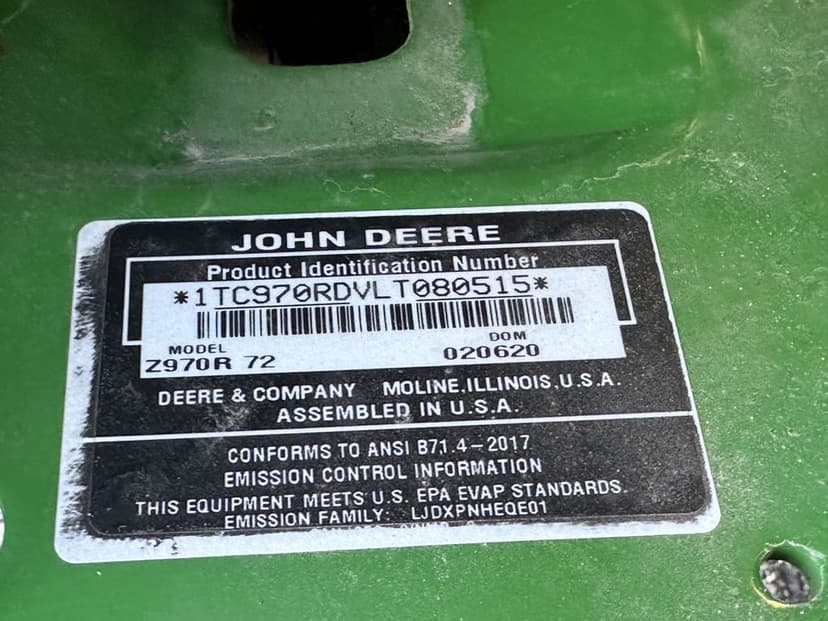 JOHN DEERE
Product Identification Number
*1TC970RDVLT080515*
MODEL DOM
Z970R 72 020620
DEERE & COMPANY MOLINE, ILLINOIS, U.S.A.
ASSEMBLED IN U.S.A.
CONFORMS TO ANSI B71.4-2017
EMISSION CONTROL INFORMATION
THIS EQUIPMENT MEETS U.S. EPA EVAP STANDARDS.
EMISSION FAMILY: LJDXPNHEQE01